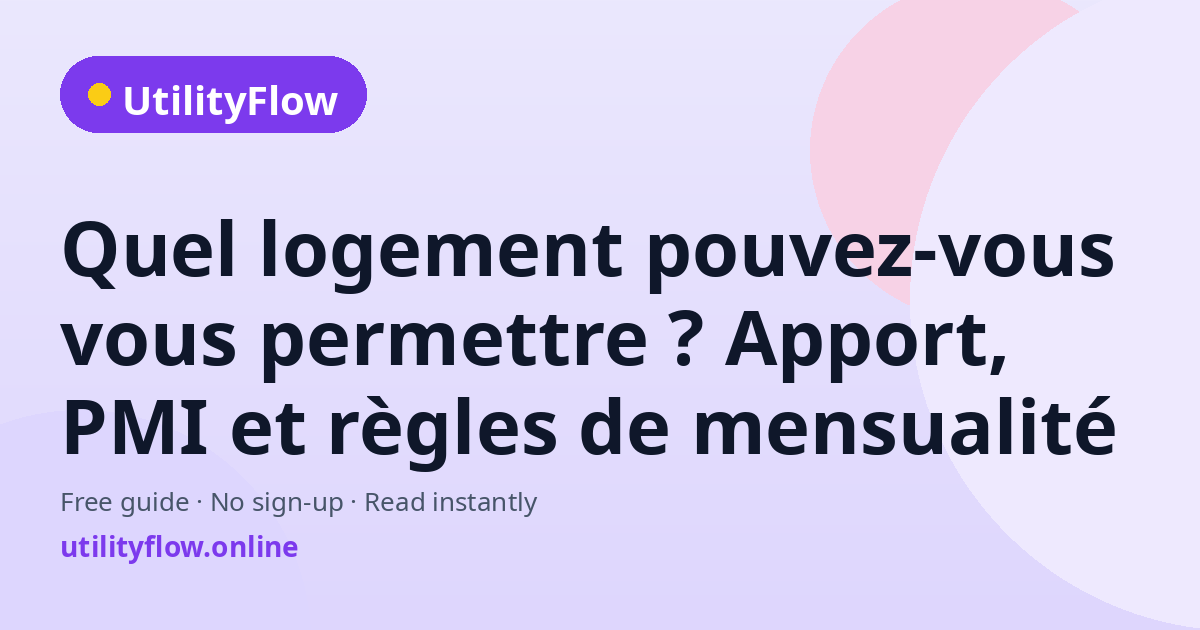 UtilityFlow
Quel logement pouvez-vous
vous permettre ? Apport,
PMI et règles de mensualité
Free guide · No sign-up · Read instantly
utilityflow.online